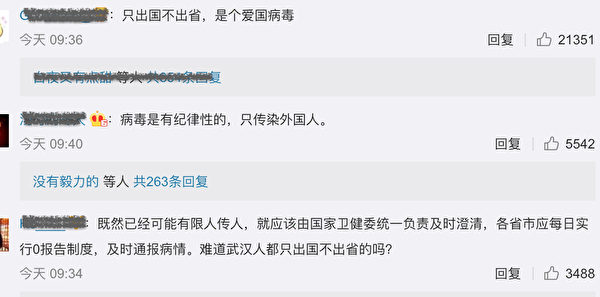 ：只出国不出省，是个爱国病毒
今天 09:36 回复 21351
等人 共654条回复
：病毒是有纪律性的，只传染外国人。
今天 09:40 回复 5542
没有毅力的 等人 共263条回复
：既然已经可能有限人传人，就应该由国家卫健委统一负责及时澄清，各省市应每日实
行0报告制度，及时通报病情。难道武汉人都只出国不出省的吗?
今天 09:34 回复 3488